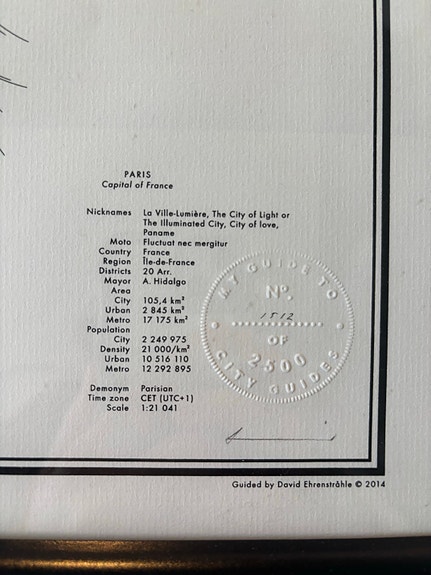 PARIS
Capital of France
Nicknames La Ville-Lumière, The City of Light or
The Illuminated City, City of love,
Paname
Moto Fluctuat nec mergitur
Country France
Region Île-de-France
Districts 20 Arr.
Mayor A. Hidalgo
Area
City 105,4 km²
Urban 2 845 km²
Metro 17 175 km²
Population
City 2 249 975
Density 21 000/km²
Urban 10 516 110
Metro 12 292 895
Demonym Parisian
Time zone CET (UTC+1)
Scale 1:21 041
MY GUIDE TO
Nº.
1512
OF
2500
CITY GUIDES
Guided by David Ehrenstråhle © 2014